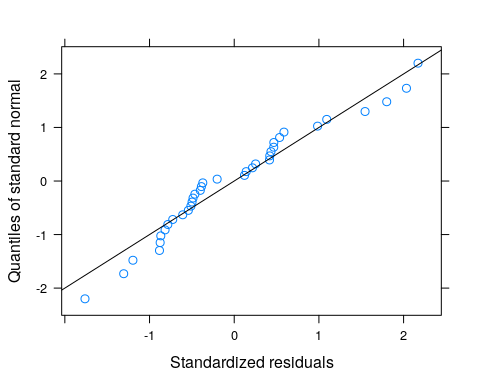 Quantiles of standard normal
2
1
0
-1
-2
-1 0 1 2
Standardized residuals